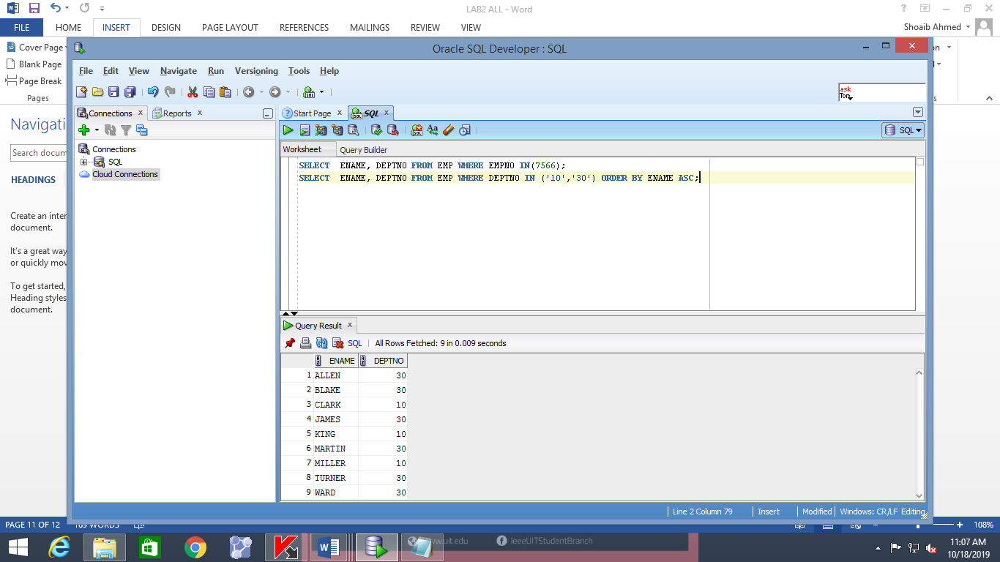 LAB2 ALL - Word
FILE HOME INSERT DESIGN PAGE LAYOUT REFERENCES MAILINGS REVIEW VIEW Shoaib Ahmed
Cover Page
Blank Page
Page Break
Pages
Navigati
Search docum
HEADINGS
Create an inter
document.
It's a great way
or quickly mov
To get started,
Heading styles
document.
Oracle SQL Developer : SQL
File Edit View Navigate Run Versioning Tools Help
ask
Tom
Connections x Reports x
Connections
SQL
Cloud Connections
Start Page x SQL x
SQL
Worksheet Query Builder
SELECT ENAME, DEPTNO FROM EMP WHERE EMPNO IN(7566);
SELECT ENAME, DEPTNO FROM EMP WHERE DEPTNO IN ('10','30') ORDER BY ENAME ASC;
Query Result x
SQL All Rows Fetched: 9 in 0.009 seconds
ENAME DEPTNO
1 ALLEN 30
2 BLAKE 30
3 CLARK 10
4 JAMES 30
5 KING 10
6 MARTIN 30
7 MILLER 10
8 TURNER 30
9 WARD 30
Line 2 Column 79 Insert Modified Windows: CR/LF Editing
PAGE 11 OF 12 169 WORDS 108%
.uit.edu IeeeUITStudentBranch
11:07 AM
10/18/2019